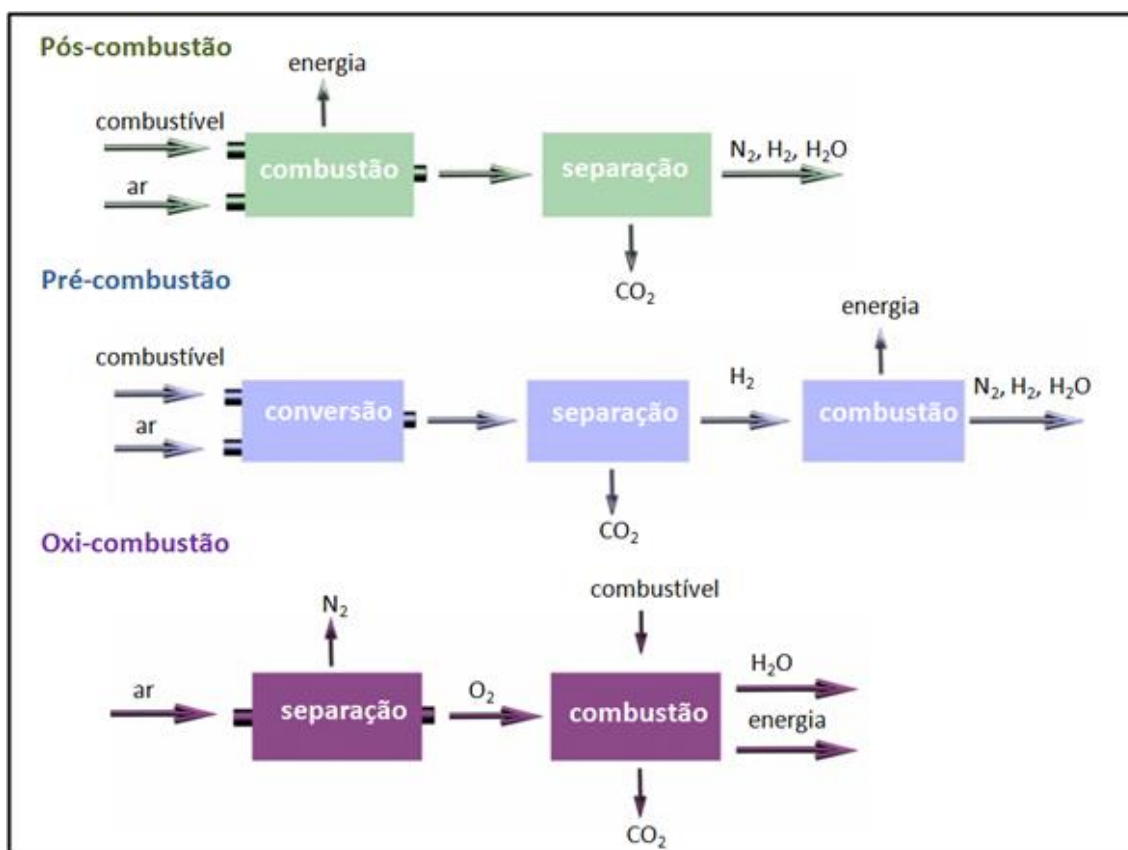 Pós-combustão
energia
combustível
ar
combustão
separação
N₂, H₂, H₂O
CO₂
Pré-combustão
energia
combustível
ar
conversão
separação
H₂
combustão
N₂, H₂, H₂O
CO₂
Oxi-combustão
N₂
combustível
ar
separação
O₂
combustão
H₂O
energia
CO₂